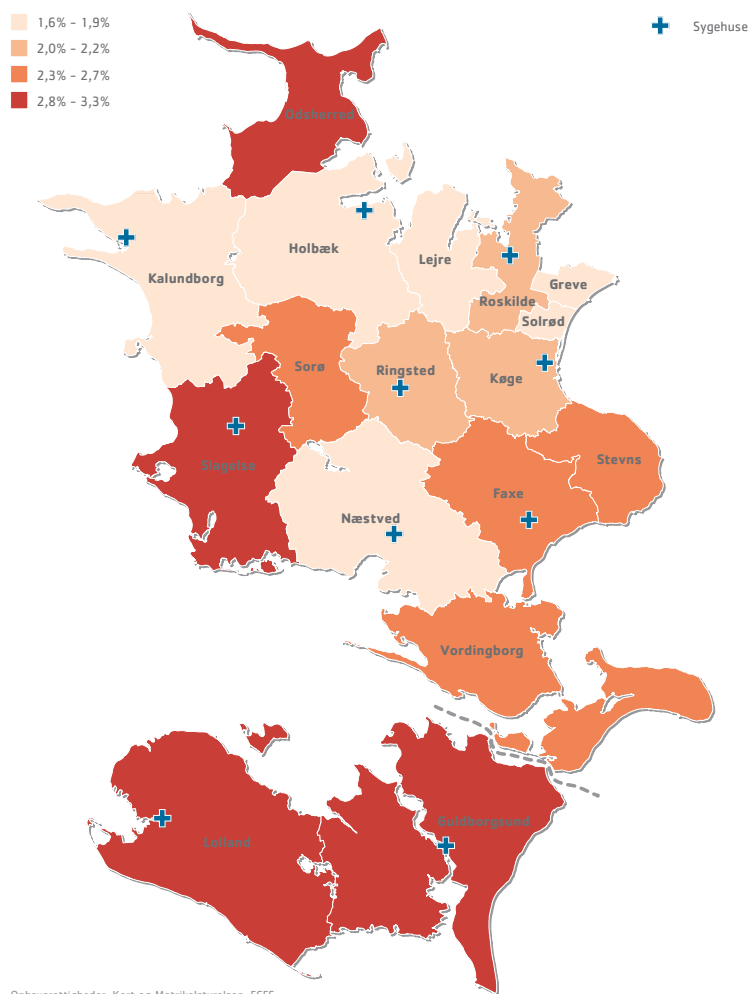 1,6% - 1,9%
2,0% - 2,2%
2,3% - 2,7%
2,8% - 3,3%
Sygehuse
Odsherred
Holbæk
Lejre
Kalundborg
Greve
Roskilde
Solrød
Sorø
Ringsted
Køge
Slagelse
Stevns
Faxe
Næstved
Vordingborg
Guldborgsund
Lolland